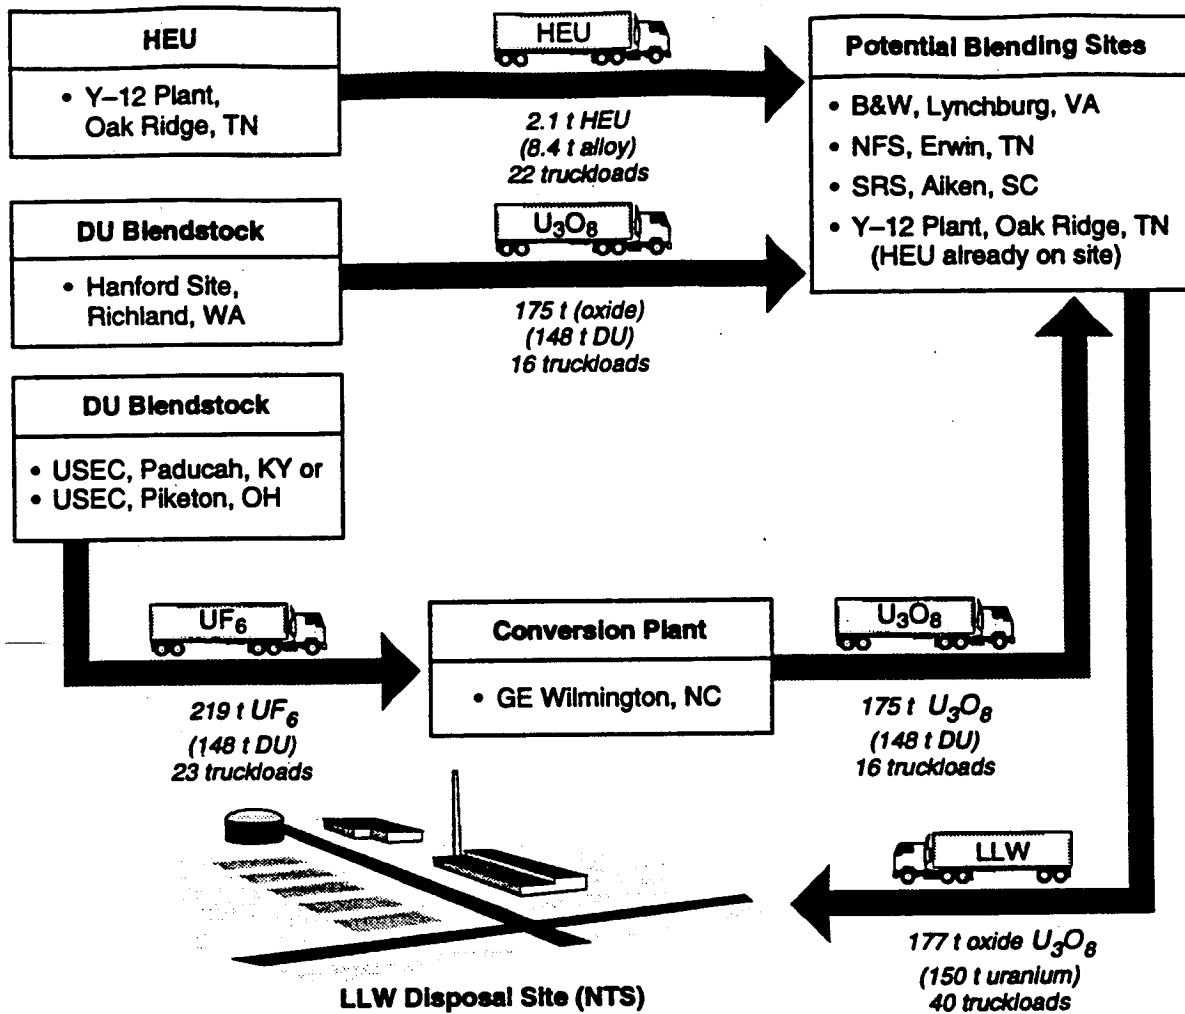 HEU
• Y–12 Plant,
Oak Ridge, TN
HEU
2.1 t HEU
(8.4 t alloy)
22 truckloads
Potential Blending Sites
• B&W, Lynchburg, VA
• NFS, Erwin, TN
• SRS, Aiken, SC
• Y–12 Plant, Oak Ridge, TN
(HEU already on site)
DU Blendstock
• Hanford Site,
Richland, WA
U₃O₈
175 t (oxide)
(148 t DU)
16 truckloads
DU Blendstock
• USEC, Paducah, KY or
• USEC, Piketon, OH
UF₆
219 t UF₆
(148 t DU)
23 truckloads
Conversion Plant
• GE Wilmington, NC
U₃O₈
175 t U₃O₈
(148 t DU)
16 truckloads
LLW
177 t oxide U₃O₈
(150 t uranium)
40 truckloads
LLW Disposal Site (NTS)